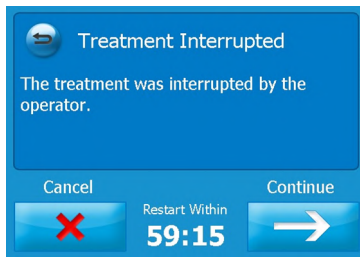 Treatment Interrupted
The treatment was interrupted by the
operator.
Cancel
Continue
Restart Within
59:15